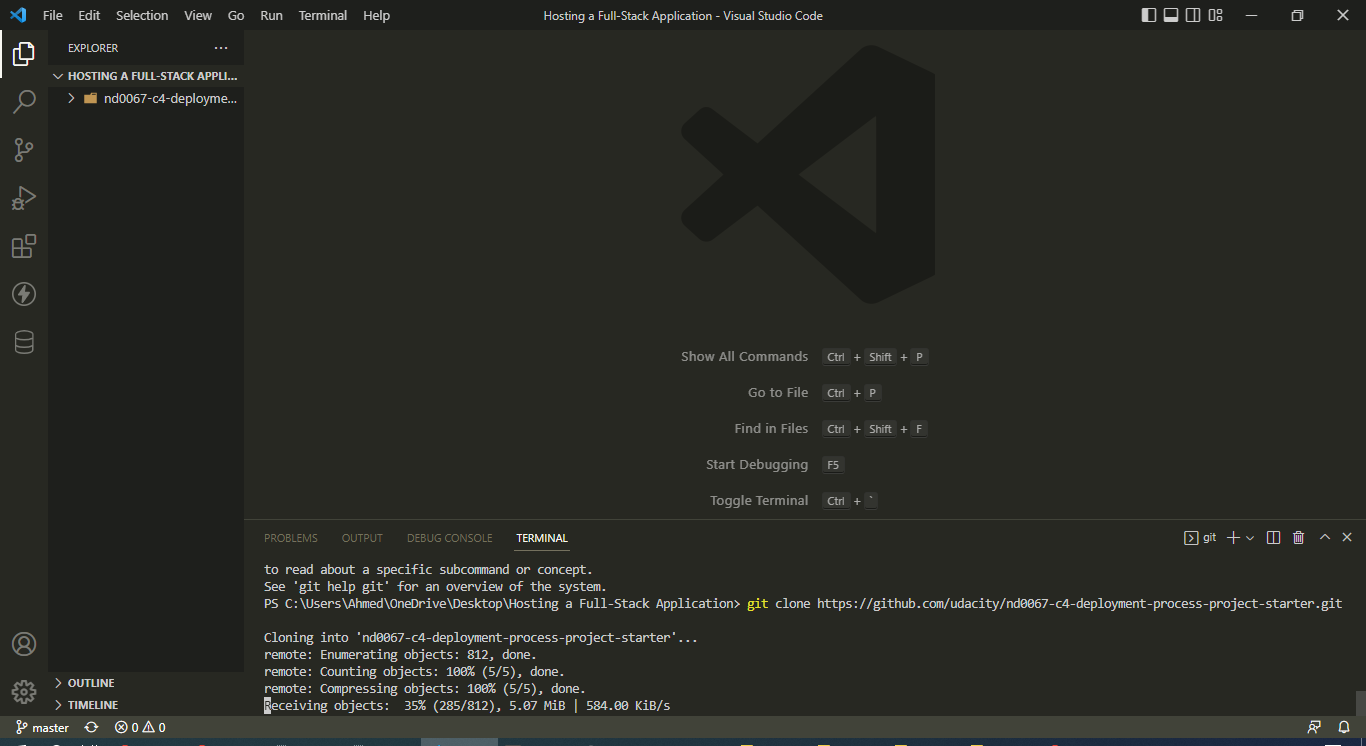 File Edit Selection View Go Run Terminal Help
Hosting a Full-Stack Application - Visual Studio Code
EXPLORER
HOSTING A FULL-STACK APPLI...
nd0067-c4-deployme...
Show All Commands Ctrl + Shift + P
Go to File Ctrl + P
Find in Files Ctrl + Shift + F
Start Debugging F5
Toggle Terminal Ctrl + `
PROBLEMS OUTPUT DEBUG CONSOLE TERMINAL
git
to read about a specific subcommand or concept.
See 'git help git' for an overview of the system.
PS C:\Users\Ahmed\OneDrive\Desktop\Hosting a Full-Stack Application> git clone https://github.com/udacity/nd0067-c4-deployment-process-project-starter.git
Cloning into 'nd0067-c4-deployment-process-project-starter'...
remote: Enumerating objects: 812, done.
remote: Counting objects: 100% (5/5), done.
remote: Compressing objects: 100% (5/5), done.
Receiving objects:  35% (285/812), 5.07 MiB | 584.00 KiB/s
OUTLINE
TIMELINE
master
0 0